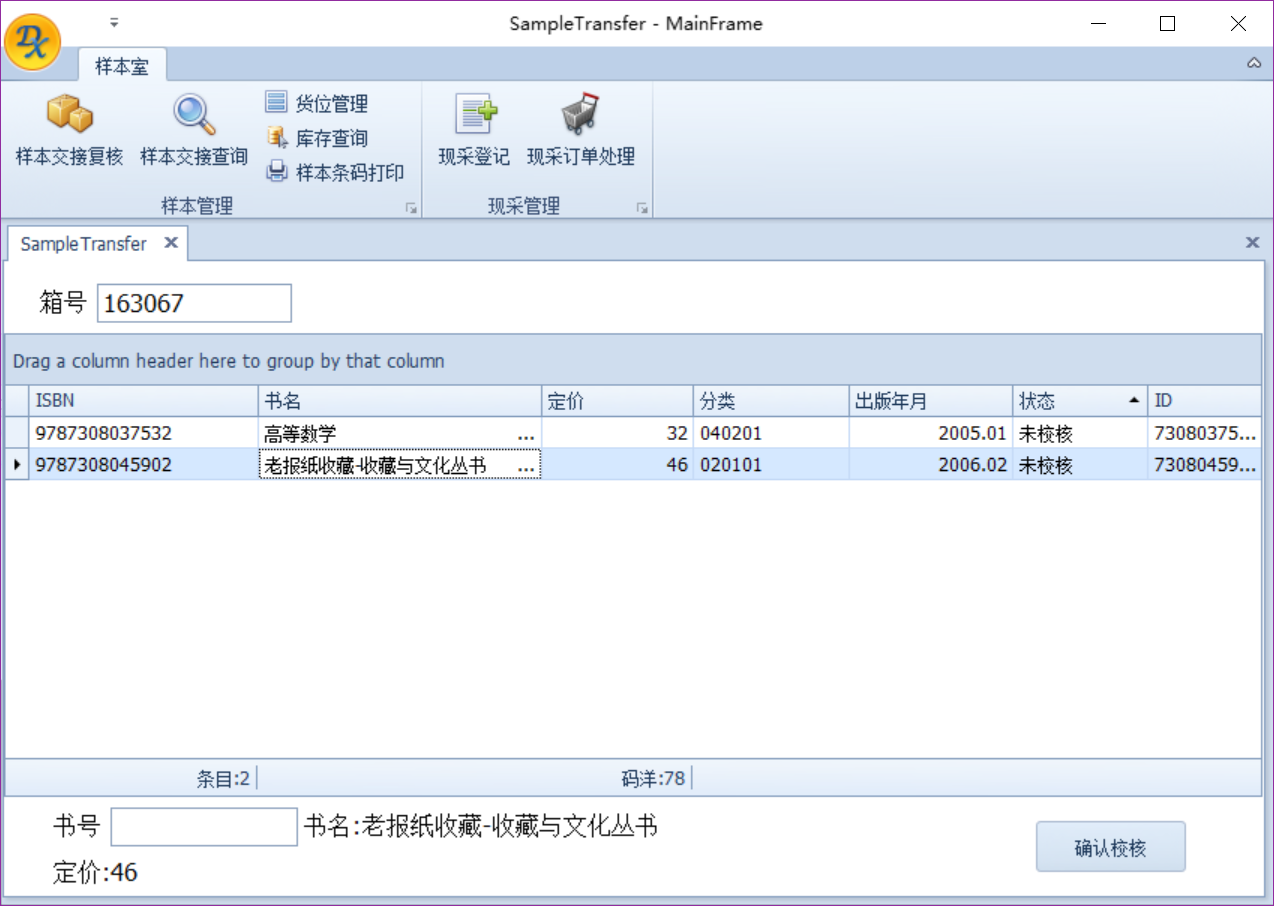 SampleTransfer - MainFrame
样本室
样本交接复核 样本交接查询 货位管理 库存查询 样本条码打印 现采登记 现采订单处理
样本管理 现采管理
SampleTransfer
箱号 163067
Drag a column header here to group by that column
ISBN 书名 定价 分类 出版年月 状态 ID
9787308037532 高等数学 ... 32 040201 2005.01 未校核 73080375...
9787308045902 老报纸收藏-收藏与文化丛书 ... 46 020101 2006.02 未校核 73080459...
条目:2 码洋:78
书号 书名:老报纸收藏-收藏与文化丛书
定价:46
确认校核